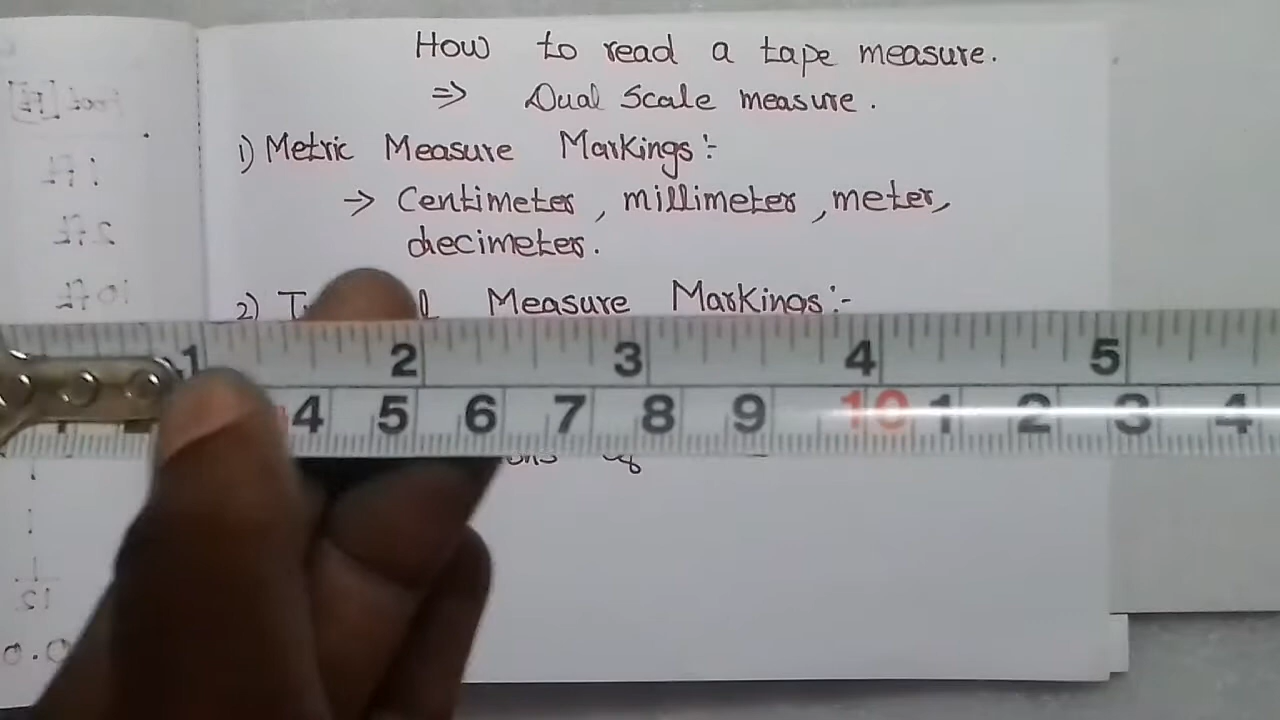 How to read a tape measure.
=> Dual Scale measure.
1) Metric Measure Markings:-
→ Centimeter, millimeter, meter,
decimeter.
2) Measure Markings:-
1 2 3 4 5
4 5 6 7 8 9 10 1 2 3 4